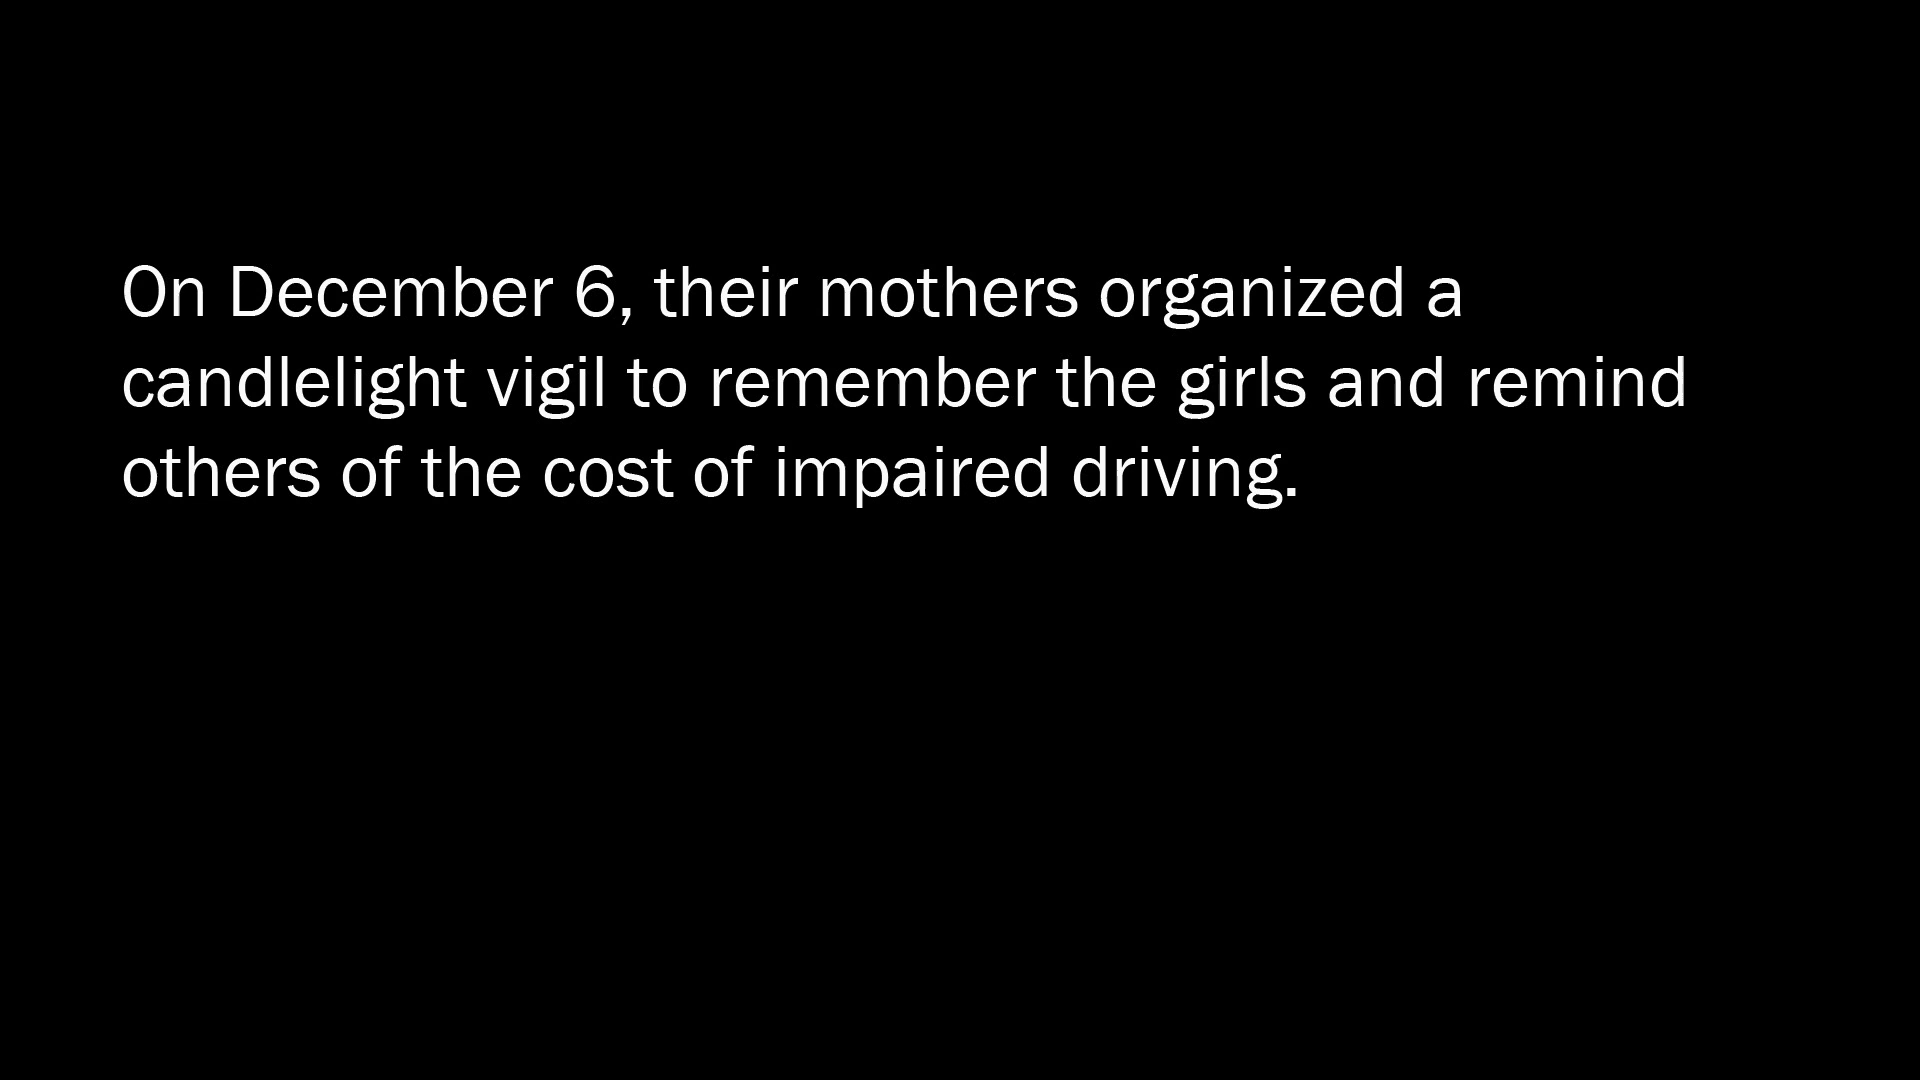 On December 6, their mothers organized a
candlelight vigil to remember the girls and remind
others of the cost of impaired driving.